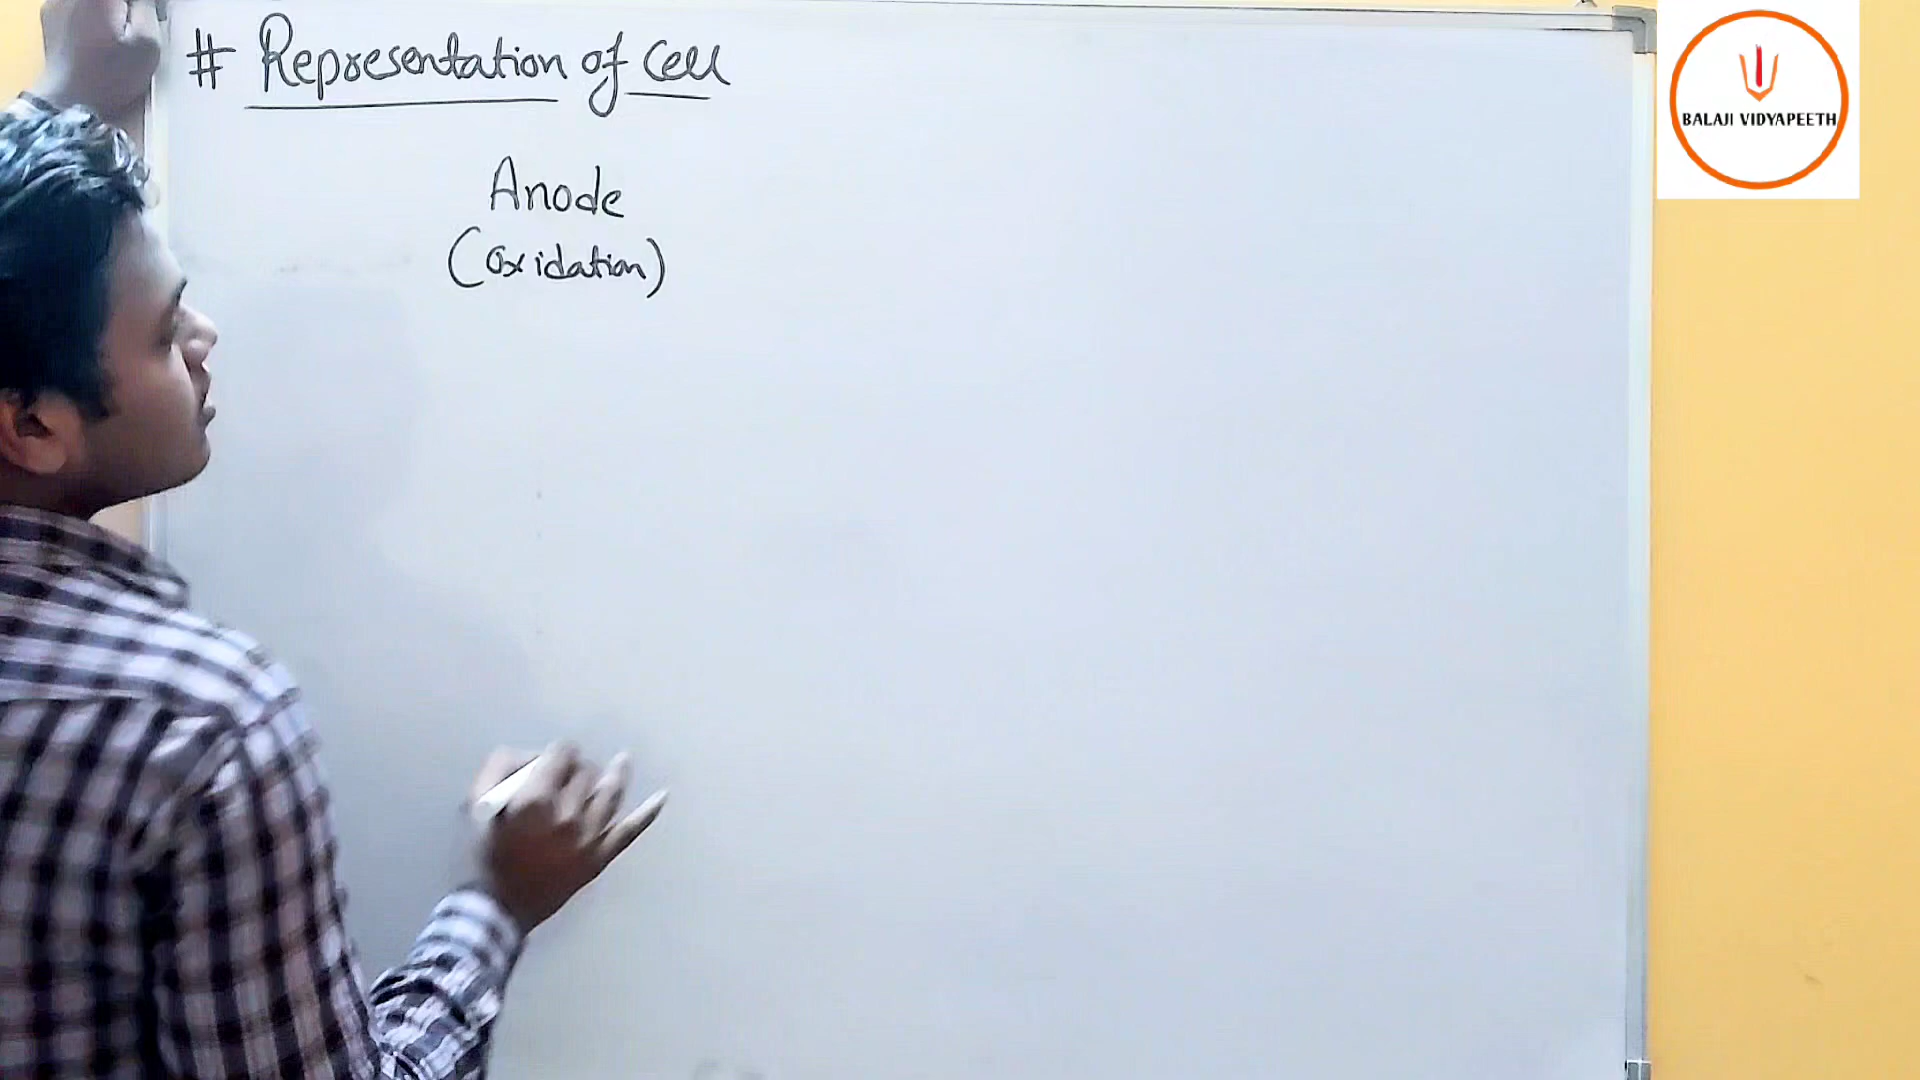 # Representation of Cell
Anode
(Oxidation)
BALAJI VIDYAPEETH